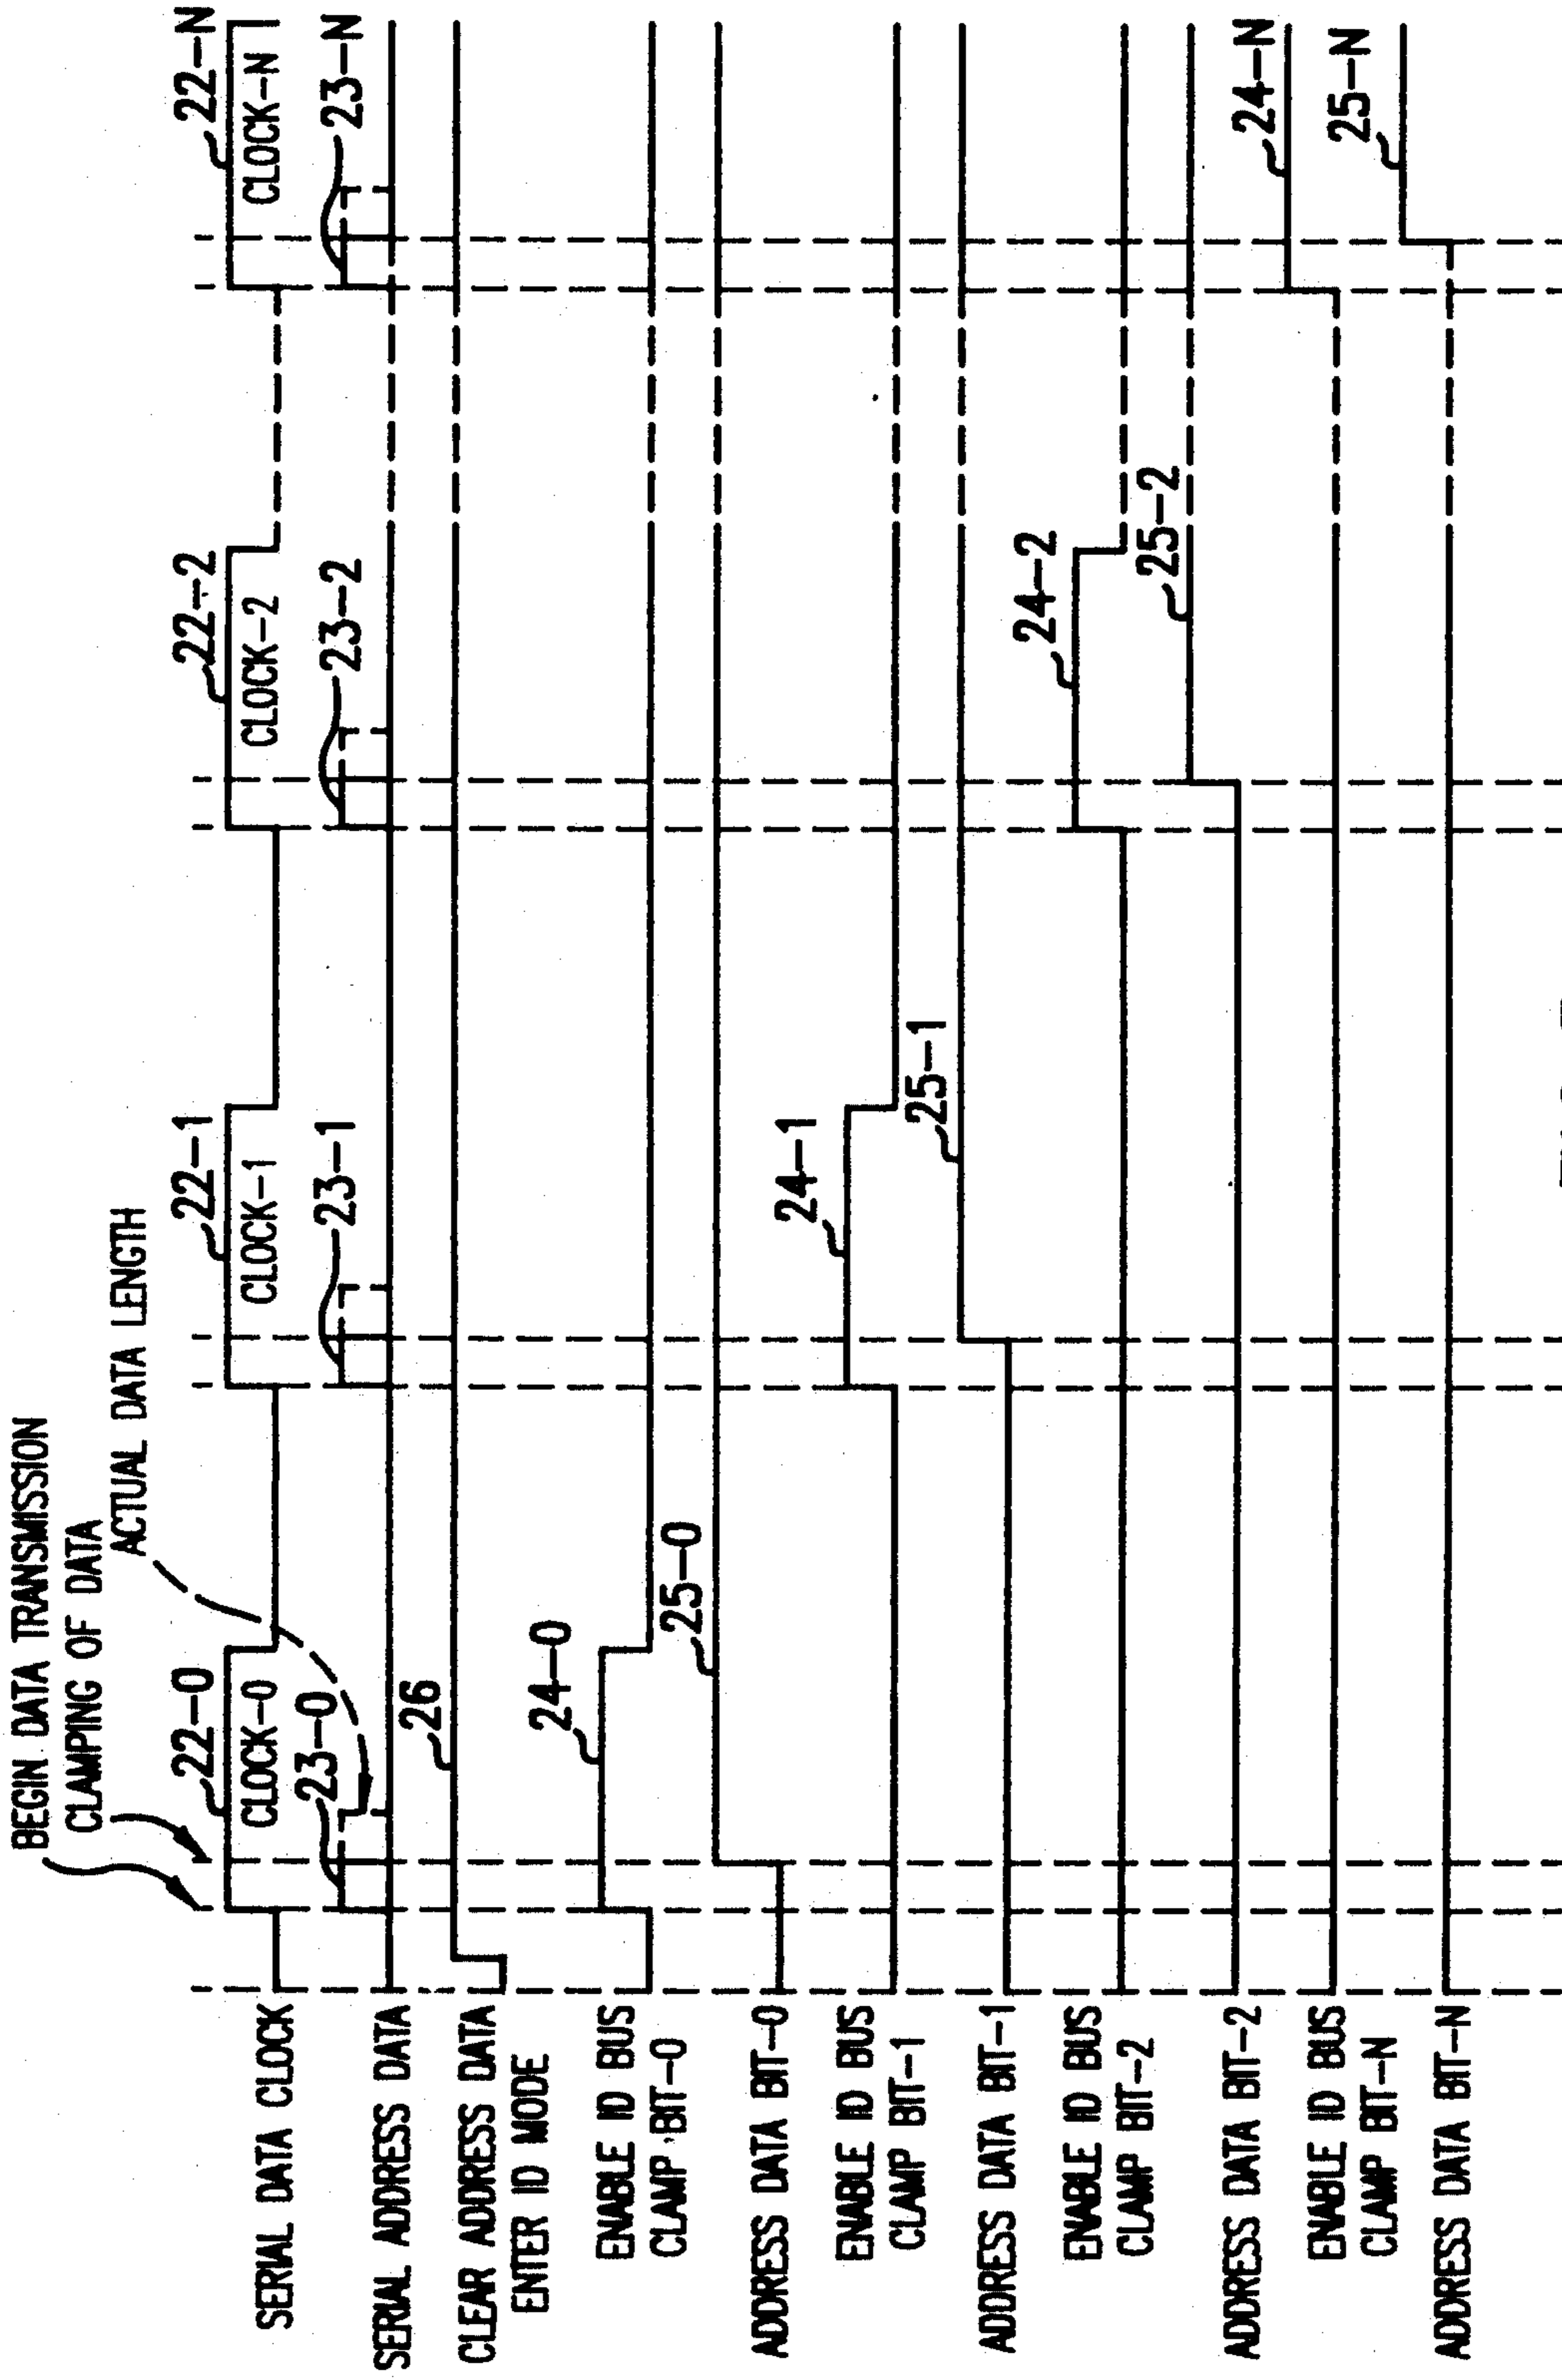 BEGIN DATA TRANSMISSION
CLAMPING OF DATA
ACTUAL DATA LENGTH
22-0
22-1
22-2
22-N
SERIAL DATA CLOCK
CLOCK-0
CLOCK-1
CLOCK-2
CLOCK-N
23-0
23-1
23-2
23-N
SERIAL ADDRESS DATA
26
CLEAR ADDRESS DATA
ENTER ID MODE
24-0
ENABLE ID BUS
CLAMP BIT-0
25-0
ADDRESS DATA BIT-0
24-1
ENABLE ID BUS
CLAMP BIT-1
25-1
ADDRESS DATA BIT-1
24-2
ENABLE ID BUS
CLAMP BIT-2
25-2
ADDRESS DATA BIT-2
24-N
ENABLE ID BUS
CLAMP BIT-N
25-N
ADDRESS DATA BIT-N